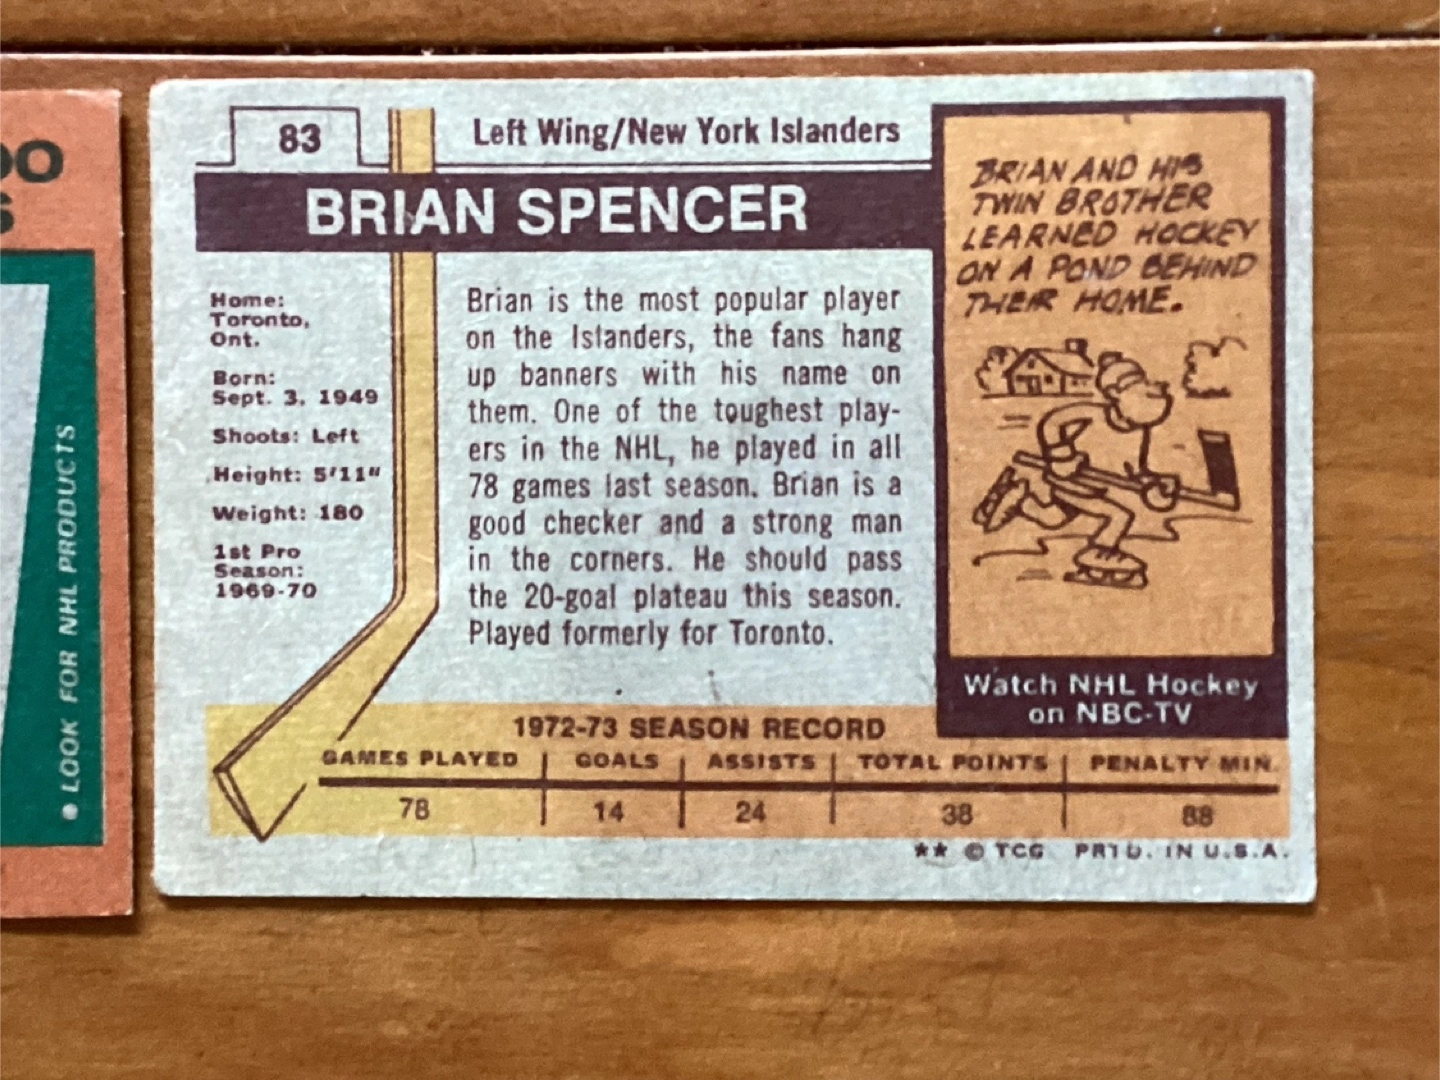 OO
S
● LOOK FOR NHL PRODUCTS
83
Left Wing/New York Islanders
BRIAN SPENCER
Home:
Toronto,
Ont.
Born:
Sept. 3, 1949
Shoots: Left
Height: 5'11"
Weight: 180
1st Pro
Season:
1969-70
Brian is the most popular player
on the Islanders, the fans hang
up banners with his name on
them. One of the toughest play-
ers in the NHL, he played in all
78 games last season. Brian is a
good checker and a strong man
in the corners. He should pass
the 20-goal plateau this season.
Played formerly for Toronto.
BRIAN AND HIS
TWIN BROTHER
LEARNED HOCKEY
ON A POND BEHIND
THEIR HOME.
Watch NHL Hockey
on NBC-TV
1972-73 SEASON RECORD
GAMES PLAYED GOALS ASSISTS TOTAL POINTS PENALTY MIN.
78 14 24 38 88
** © TCG PRTD. IN U.S.A.